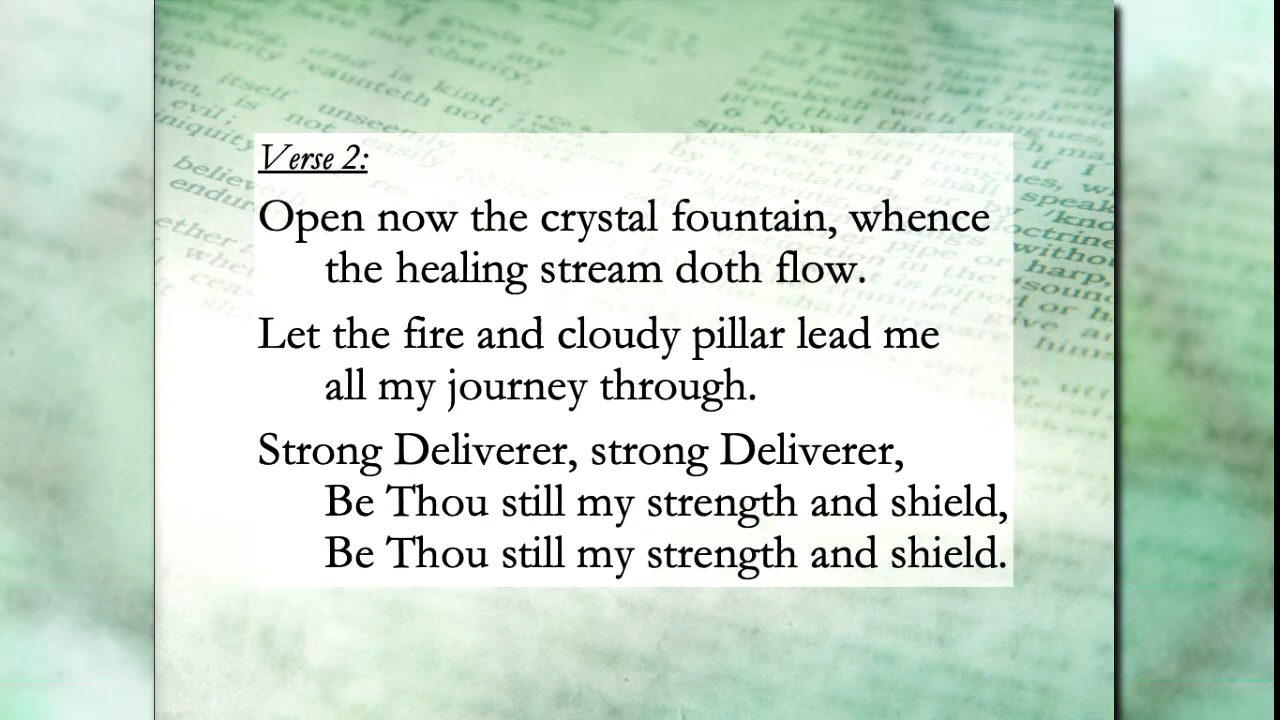 Verse 2:
Open now the crystal fountain, whence
the healing stream doth flow.
Let the fire and cloudy pillar lead me
all my journey through.
Strong Deliverer, strong Deliverer,
Be Thou still my strength and shield,
Be Thou still my strength and shield.